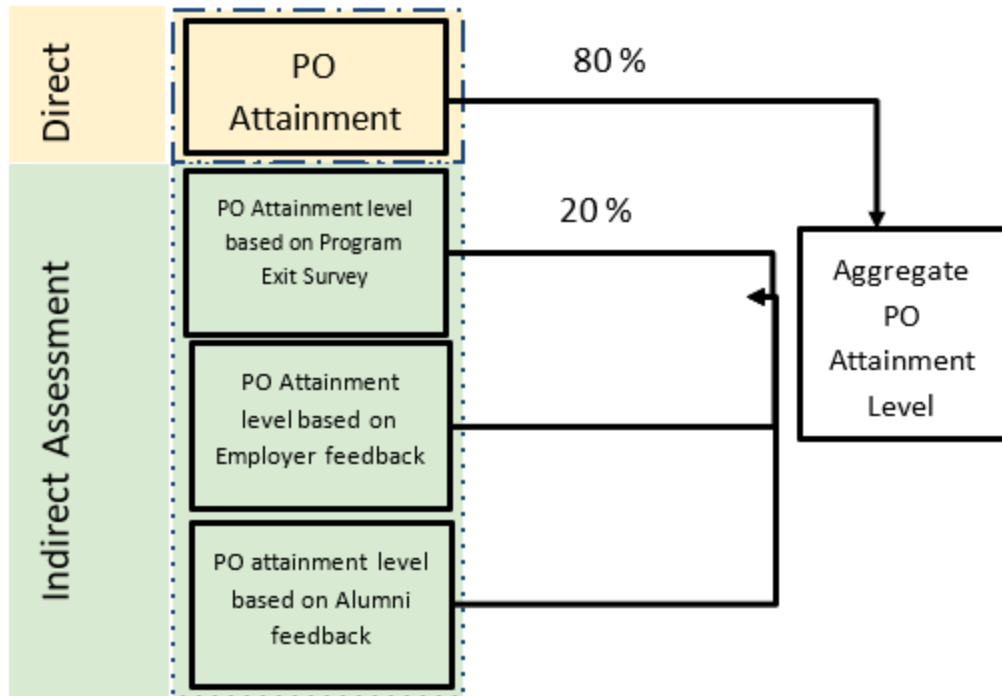 Direct
PO
Attainment
80 %
Indirect Assessment
PO Attainment level
based on Program
Exit Survey
20 %
PO Attainment
level based on
Employer feedback
PO attainment level
based on Alumni
feedback
Aggregate
PO
Attainment
Level